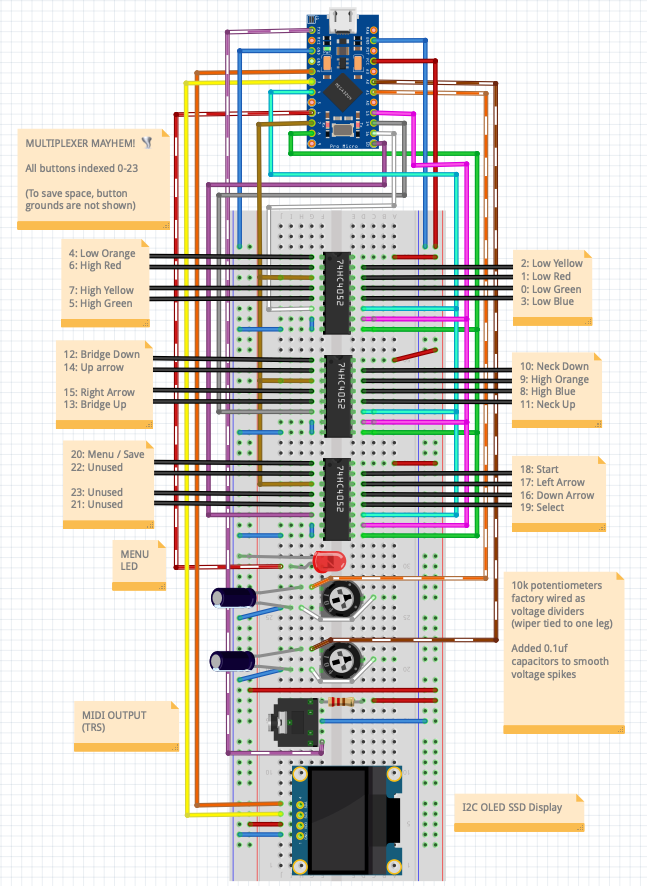 Pro Micro
MULTIPLEXER MAYHEM!
All buttons indexed 0-23
(To save space, button
grounds are not shown)
4: Low Orange
6: High Red
7: High Yellow
5: High Green
74HC4052
2: Low Yellow
1: Low Red
0: Low Green
3: Low Blue
12: Bridge Down
14: Up arrow
15: Right Arrow
13: Bridge Up
74HC4052
10: Neck Down
9: High Orange
8: High Blue
11: Neck Up
20: Menu / Save
22: Unused
23: Unused
21: Unused
74HC4052
18: Start
17: Left Arrow
16: Down Arrow
19: Select
MENU
LED
10k potentiometers
factory wired as
voltage dividers
(wiper tied to one leg)
Added 0.1uf
capacitors to smooth
voltage spikes
MIDI OUTPUT
(TRS)
I2C OLED SSD Display